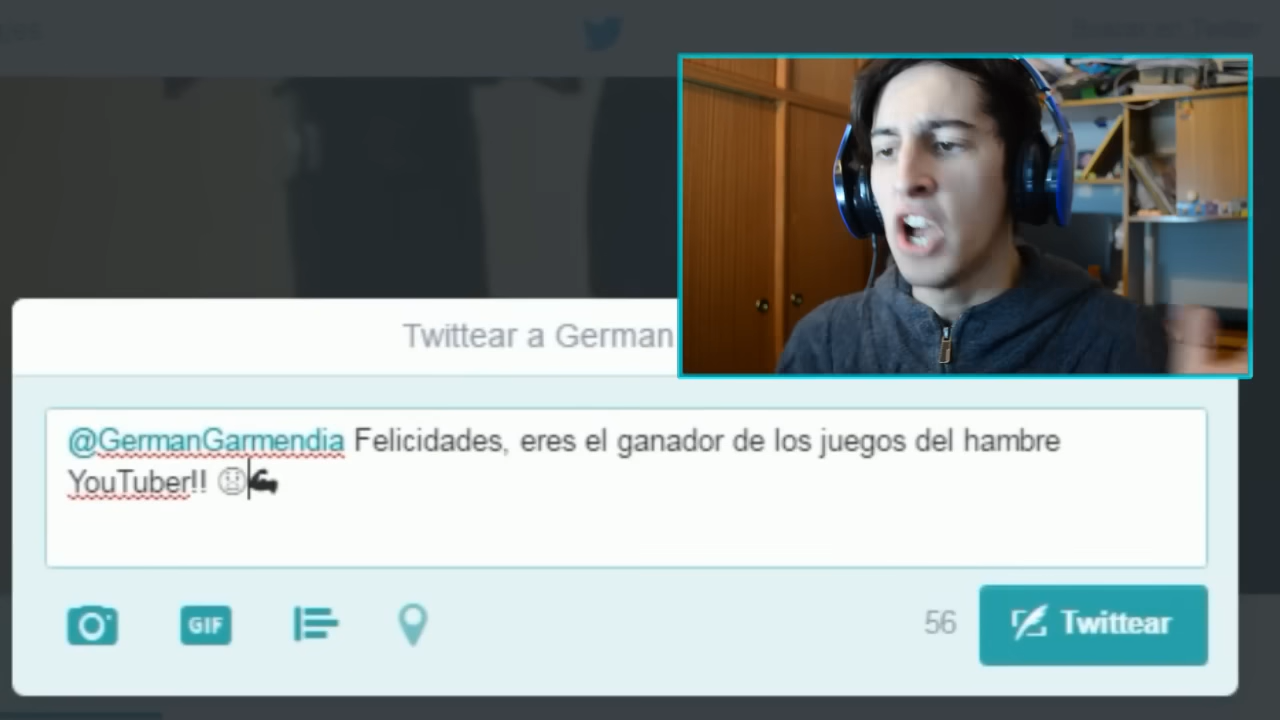 Twittear a German
@GermanGarmendia Felicidades, eres el ganador de los juegos del hambre
YouTuber!! 😧💪
GIF
56
Twittear